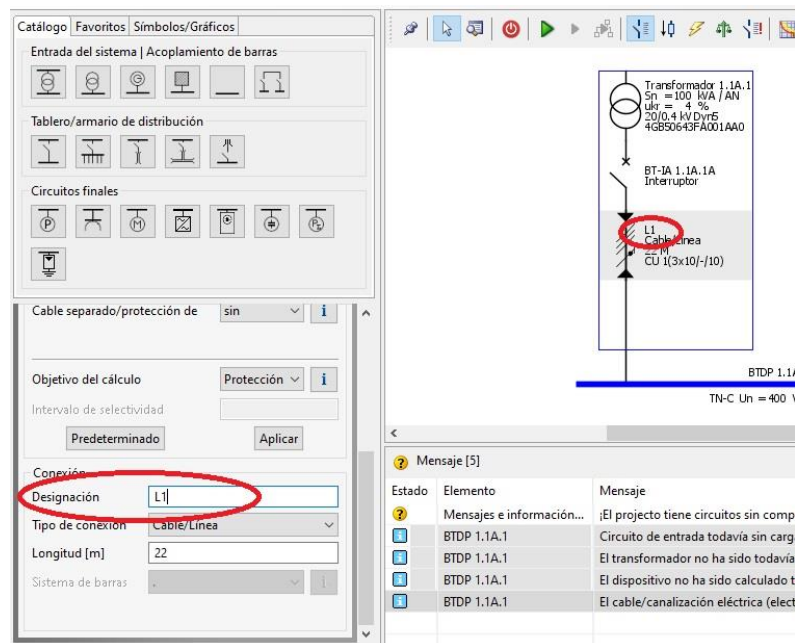 Catálogo Favoritos Símbolos/Gráficos
Entrada del sistema | Acoplamiento de barras
Tablero/armario de distribución
Circuitos finales
Cable separado/protección de sin
Objetivo del cálculo Protección
Intervalo de selectividad
Predeterminado Aplicar
Conexión
Designación L1
Tipo de conexión Cable/Línea
Longitud [m] 22
Sistema de barras
Transformador 1.1A.1
Sn = 100 kVA / AN
ukr = 4 %
20/0.4 kV Dyn5
4GB50643FA001AA0
BT-IA 1.1A.1A
Interruptor
L1
Cable/Línea
22 M
CU 1(3x10/-/10)
BTDP 1.1A
TN-C Un = 400 V
Mensaje [5]
Estado Elemento Mensaje
Mensajes e información... ¡El projecto tiene circuitos sin comp
BTDP 1.1A.1 Circuito de entrada todavía sin carg
BTDP 1.1A.1 El transformador no ha sido todavía
BTDP 1.1A.1 El dispositivo no ha sido calculado t
BTDP 1.1A.1 El cable/canalización eléctrica (elect